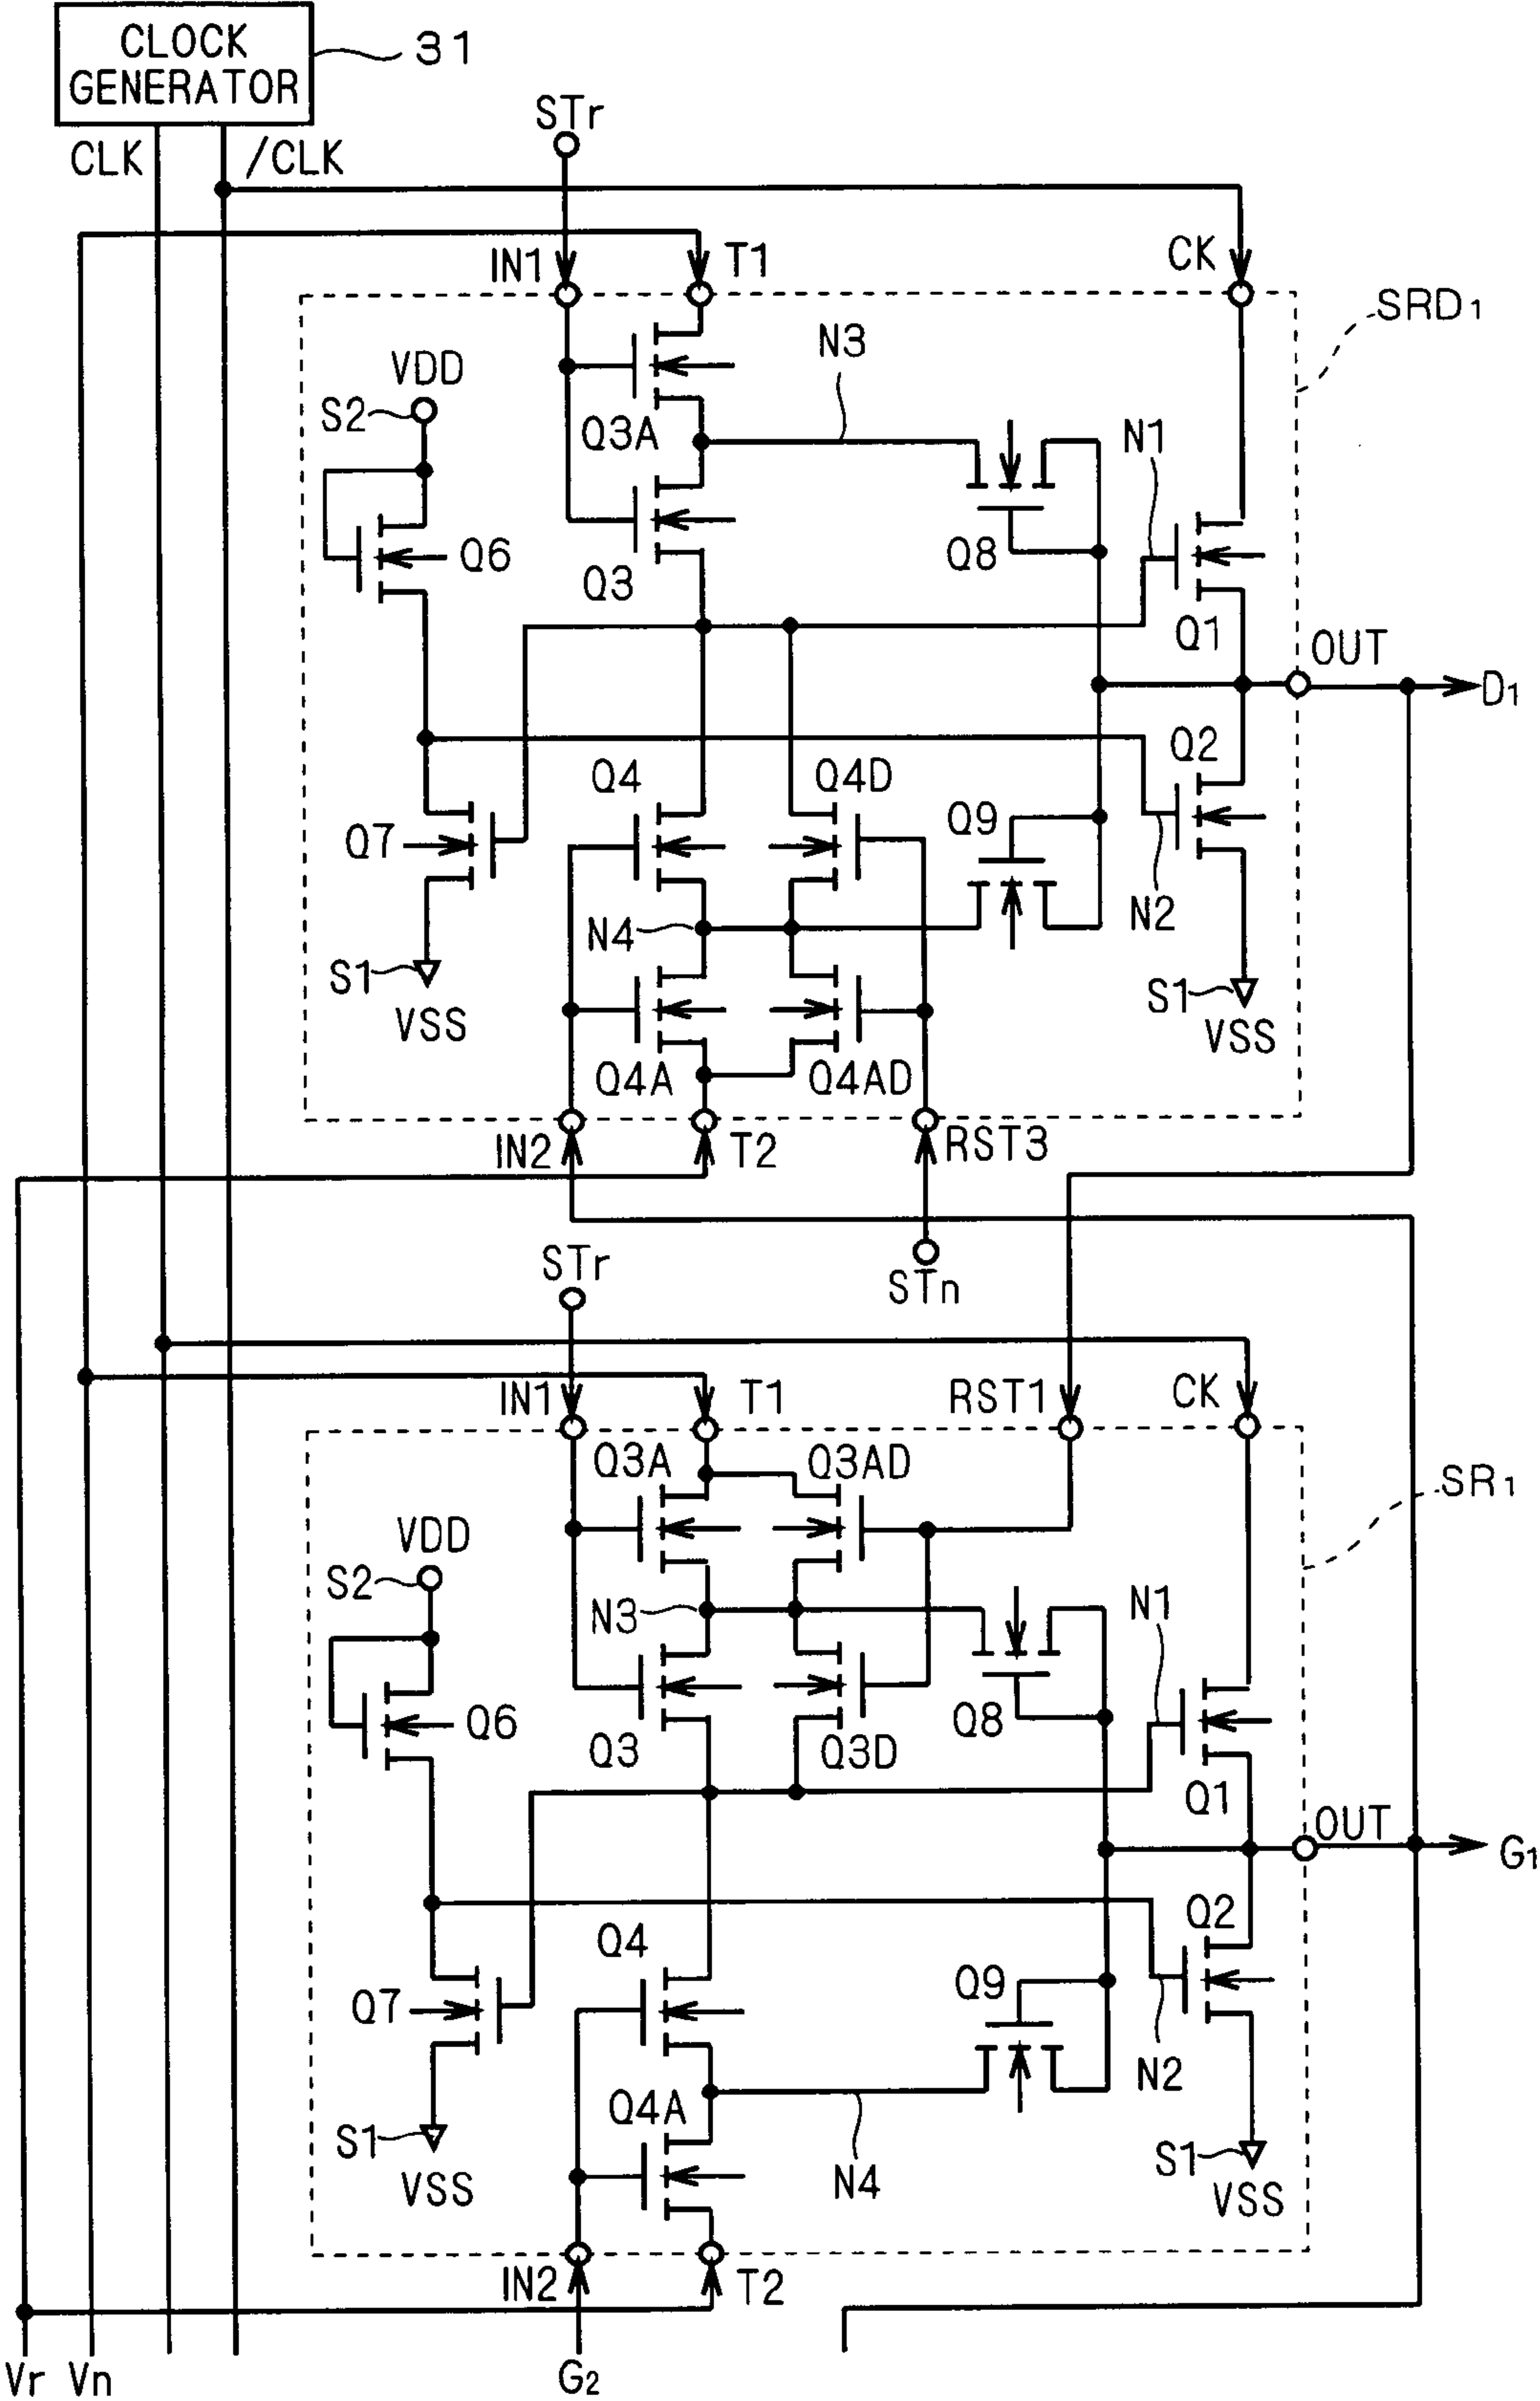 CLOCK
GENERATOR
31
CLK
/CLK
STr
IN1
T1
CK
SRD1
VDD
S2
Q3A
N3
N1
Q6
Q3
Q8
Q1
OUT
D1
Q4
Q4D
Q9
Q2
Q7
N4
N2
S1
VSS
Q4A
Q4AD
S1
VSS
IN2
T2
RST3
STr
STn
IN1
T1
RST1
CK
Q3A
Q3AD
SR1
VDD
S2
N3
N1
Q6
Q3
Q3D
Q8
Q1
OUT
G1
Q4
Q9
Q2
Q7
Q4A
N2
S1
VSS
N4
S1
VSS
IN2
T2
Vr
Vn
G2